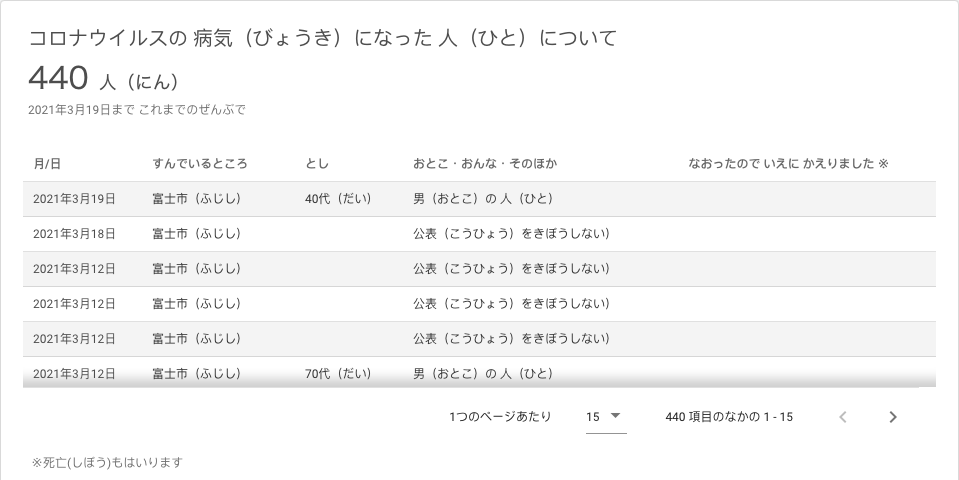 コロナウイルスの 病気（びょうき）になった 人（ひと）について
440 人（にん）
2021年3月19日まで これまでのぜんぶで
月/日 すんでいるところ とし おとこ・おんな・そのほか なおったので いえに かえりました ※
2021年3月19日 富士市（ふじし） 40代（だい） 男（おとこ）の 人（ひと）
2021年3月18日 富士市（ふじし） 公表（こうひょう）をきぼうしない）
2021年3月12日 富士市（ふじし） 公表（こうひょう）をきぼうしない）
2021年3月12日 富士市（ふじし） 公表（こうひょう）をきぼうしない）
2021年3月12日 富士市（ふじし） 公表（こうひょう）をきぼうしない）
2021年3月12日 富士市（ふじし） 70代（だい） 男（おとこ）の 人（ひと）
1つのページあたり 15 440 項目のなかの 1 - 15
※死亡(しぼう)もはいります